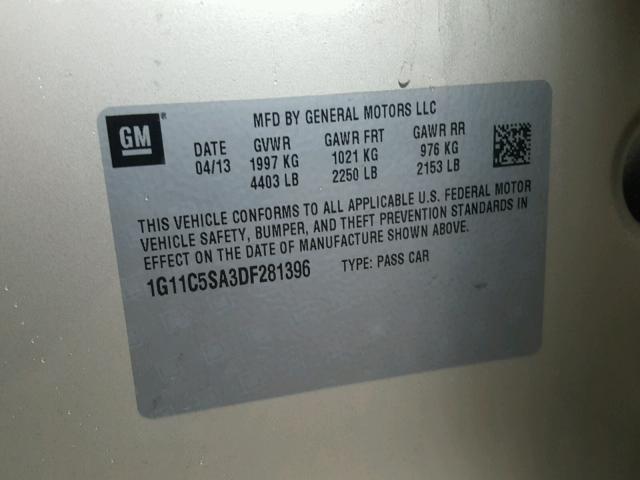 GM
MFD BY GENERAL MOTORS LLC
DATE GVWR GAWR FRT GAWR RR
04/13 1997 KG 1021 KG 976 KG
4403 LB 2250 LB 2153 LB
THIS VEHICLE CONFORMS TO ALL APPLICABLE U.S. FEDERAL MOTOR
VEHICLE SAFETY, BUMPER, AND THEFT PREVENTION STANDARDS IN
EFFECT ON THE DATE OF MANUFACTURE SHOWN ABOVE.
1G11C5SA3DF281396 TYPE: PASS CAR